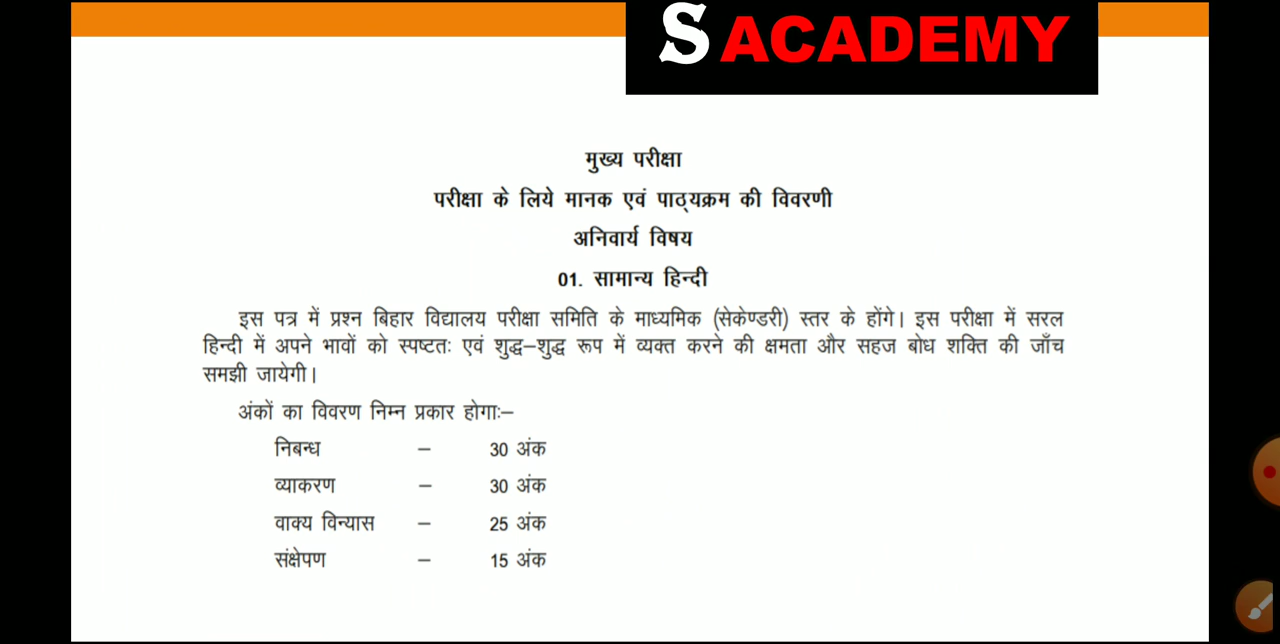 S ACADEMY
मुख्य परीक्षा
परीक्षा के लिये मानक एवं पाठ्यक्रम की विवरणी
अनिवार्य विषय
01. सामान्य हिन्दी
इस पत्र में प्रश्न बिहार विद्यालय परीक्षा समिति के माध्यमिक (सेकेण्डरी) स्तर के होंगे। इस परीक्षा में सरल
हिन्दी में अपने भावों को स्पष्टतः एवं शुद्ध–शुद्ध रूप में व्यक्त करने की क्षमता और सहज बोध शक्ति की जाँच
समझी जायेगी।
अंकों का विवरण निम्न प्रकार होगाः–
निबन्ध – 30 अंक
व्याकरण – 30 अंक
वाक्य विन्यास – 25 अंक
संक्षेपण – 15 अंक